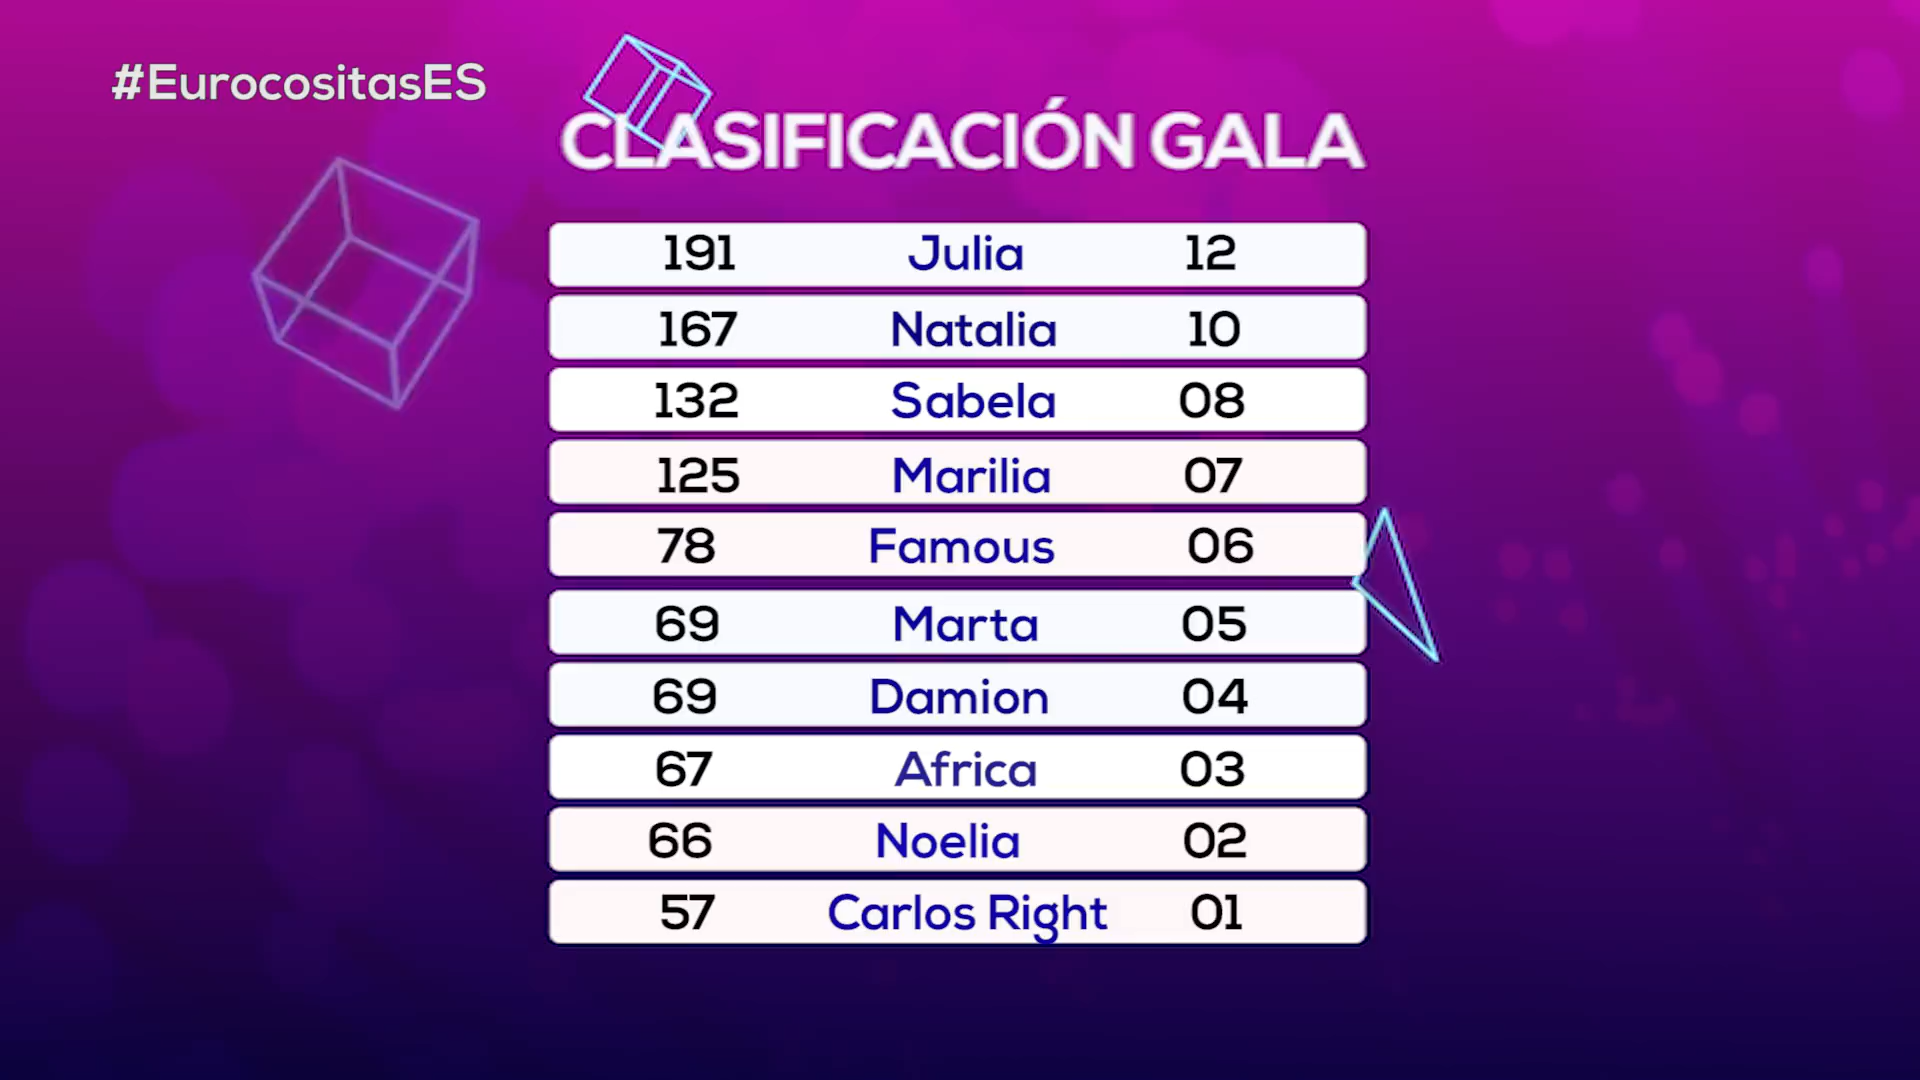 #EurocositasES
CLASIFICACIÓN GALA
191 Julia 12
167 Natalia 10
132 Sabela 08
125 Marilia 07
78 Famous 06
69 Marta 05
69 Damion 04
67 Africa 03
66 Noelia 02
57 Carlos Right 01